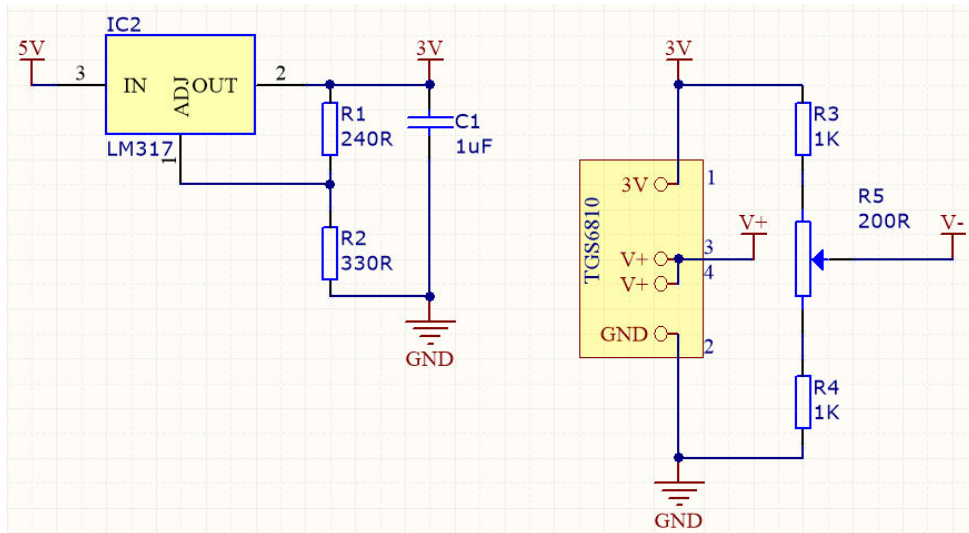 IC2
5V
3
IN
ADJ
OUT
2
3V
LM317
1
R1
240R
C1
1uF
R2
330R
GND
3V
R3
1K
TGS6810
3V
1
V+
3
V+
4
GND
2
V+
R5
200R
V-
R4
1K
GND